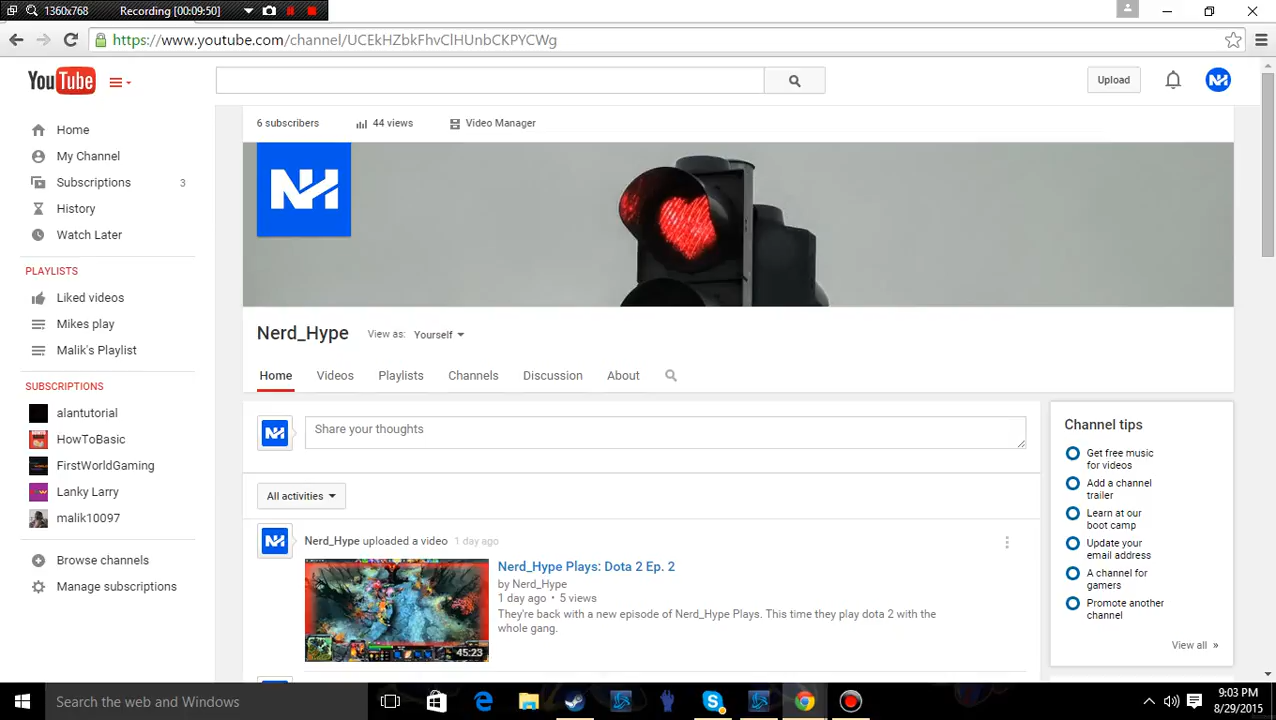 1360x768 Recording [00:09:50]
https://www.youtube.com/channel/UCEkHZbkFhvClHUnbCKPYCWg
YouTube
Upload
NH
Home
My Channel
Subscriptions 3
History
Watch Later
PLAYLISTS
Liked videos
Mikes play
Malik's Playlist
SUBSCRIPTIONS
alantutorial
HowToBasic
FirstWorldGaming
Lanky Larry
malik10097
Browse channels
Manage subscriptions
6 subscribers 44 views Video Manager
NH
Nerd_Hype View as: Yourself
Home Videos Playlists Channels Discussion About
NH
Share your thoughts
All activities
NH
Nerd_Hype uploaded a video 1 day ago
Nerd_Hype Plays: Dota 2 Ep. 2
by Nerd_Hype
1 day ago • 5 views
They're back with a new episode of Nerd_Hype Plays. This time they play dota 2 with the
whole gang.
45:23
Channel tips
Get free music
for videos
Add a channel
trailer
Learn at our
boot camp
Update your
email address
A channel for
gamers
Promote another
channel
View all »
Search the web and Windows
9:03 PM
8/29/2015